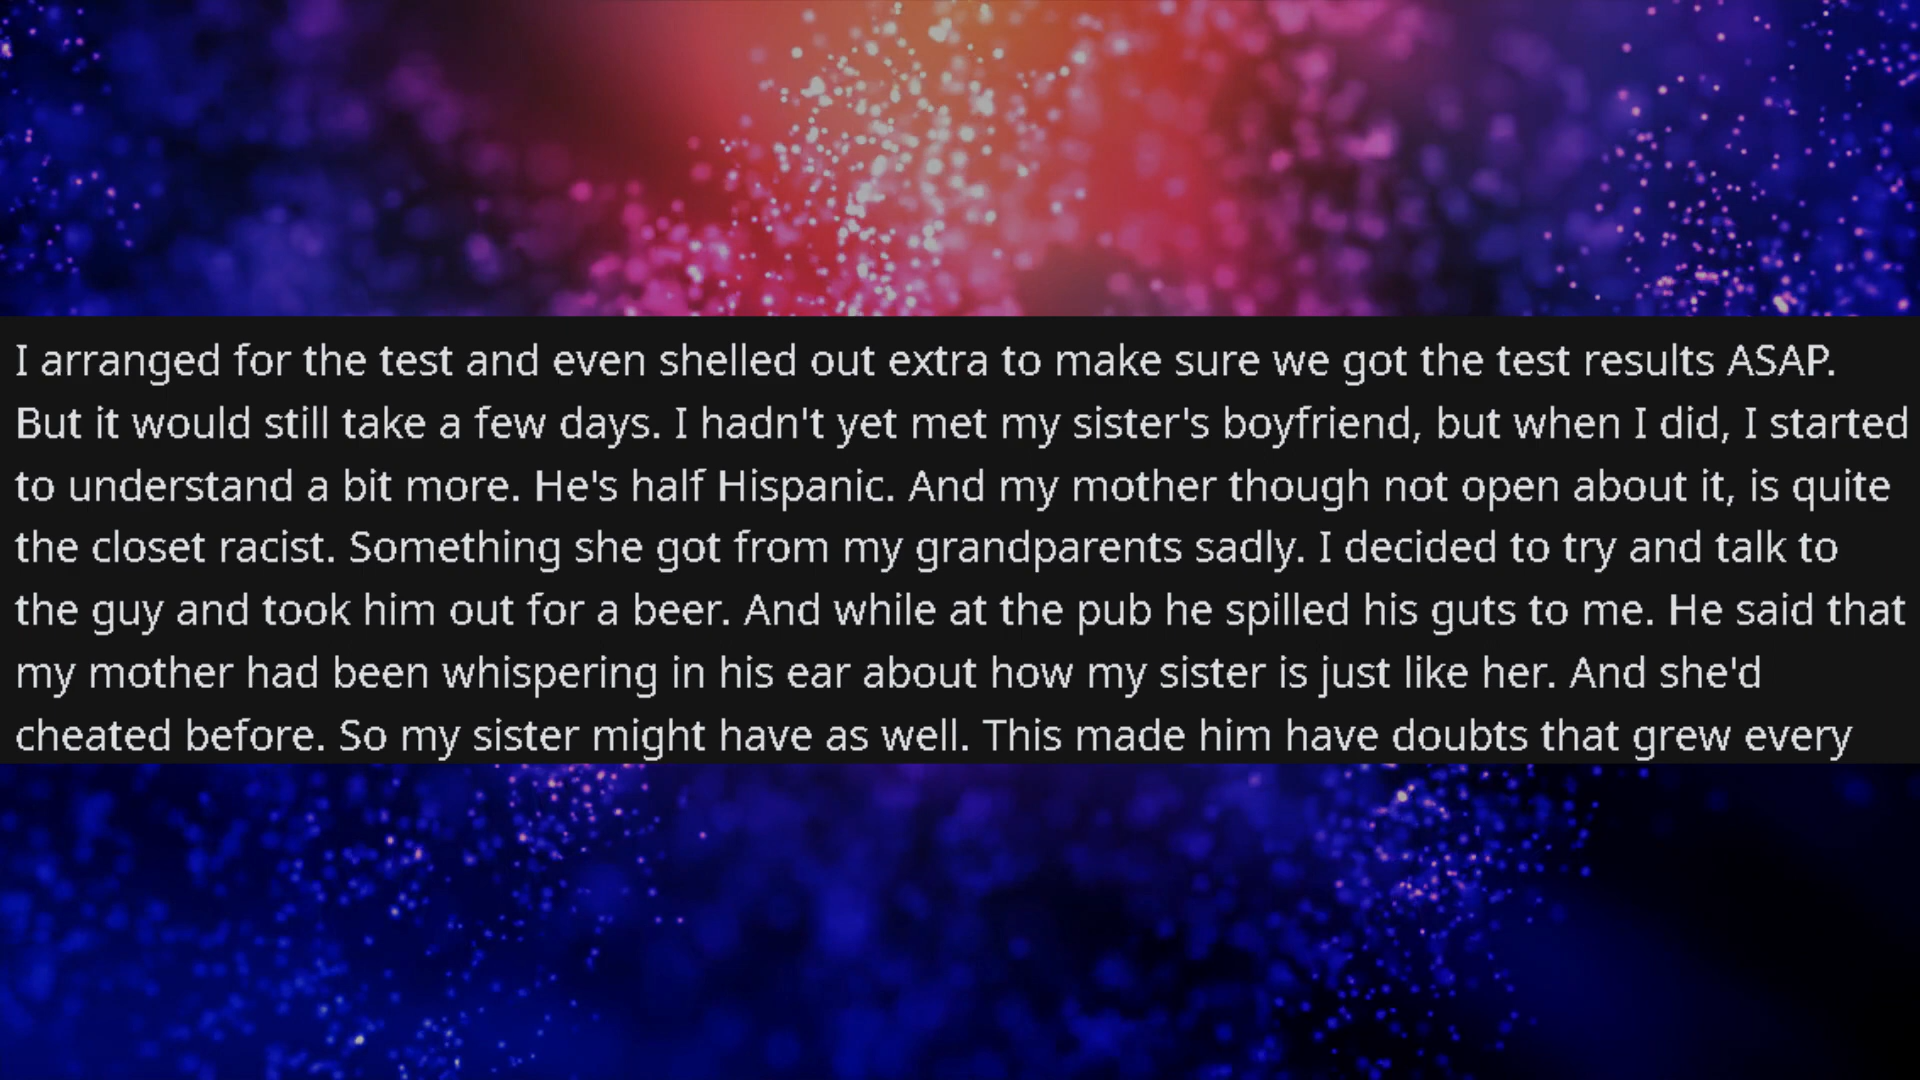 I arranged for the test and even shelled out extra to make sure we got the test results ASAP.
But it would still take a few days. I hadn't yet met my sister's boyfriend, but when I did, I started
to understand a bit more. He's half Hispanic. And my mother though not open about it, is quite
the closet racist. Something she got from my grandparents sadly. I decided to try and talk to
the guy and took him out for a beer. And while at the pub he spilled his guts to me. He said that
my mother had been whispering in his ear about how my sister is just like her. And she'd
cheated before. So my sister might have as well. This made him have doubts that grew every